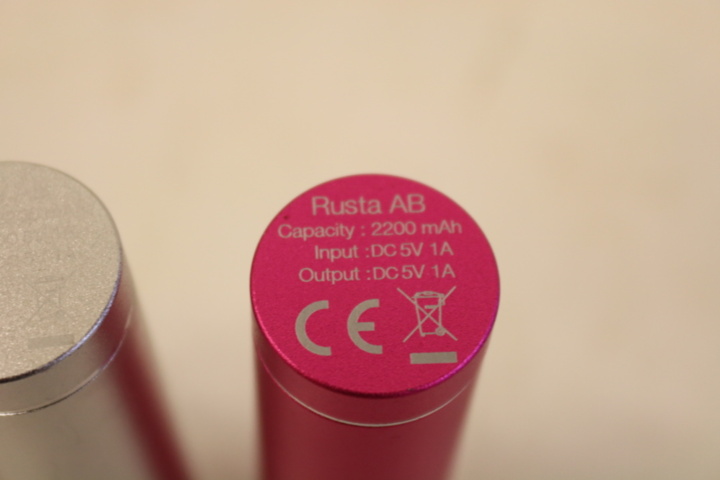 Rusta AB
Capacity : 2200 mAh
Input :DC 5V 1A
Output :DC 5V 1A
CE